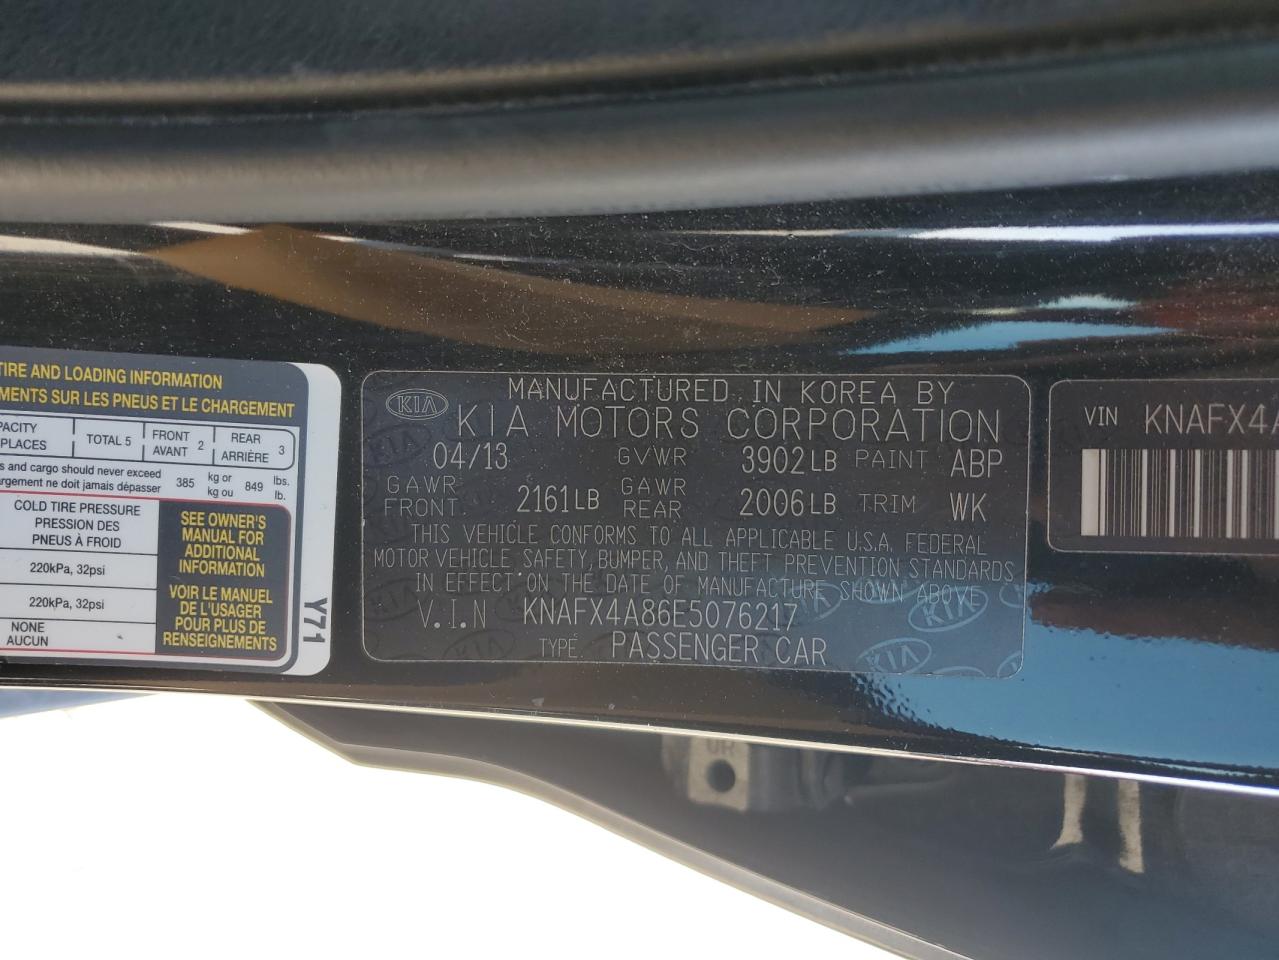 TIRE AND LOADING INFORMATION
SUR LES PNEUS ET LE CHARGEMENT
TOTAL 5
FRONT 2
AVANT
REAR 3
ARRIÈRE
and cargo should never exceed 385 kg or 849 lbs.
ne doit jamais dépasser kg ou lb.
COLD TIRE PRESSURE
PRESSION DES
PNEUS À FROID
220kPa, 32psi
220kPa, 32psi
NONE
AUCUN
SEE OWNER'S
MANUAL FOR
ADDITIONAL
INFORMATION
VOIR LE MANUEL
DE L'USAGER
POUR PLUS DE
RENSEIGNEMENTS
Y71
KIA
MANUFACTURED IN KOREA BY
KIA MOTORS CORPORATION
04/13 GVWR 3902LB PAINT ABP
GAWR FRONT 2161LB GAWR REAR 2006LB TRIM WK
THIS VEHICLE CONFORMS TO ALL APPLICABLE U.S.A. FEDERAL
MOTOR VEHICLE SAFETY, BUMPER, AND THEFT PREVENTION STANDARDS
IN EFFECT ON THE DATE OF MANUFACTURE SHOWN ABOVE
V.I.N KNAFX4A86E5076217
TYPE: PASSENGER CAR
VIN KNAFX4A